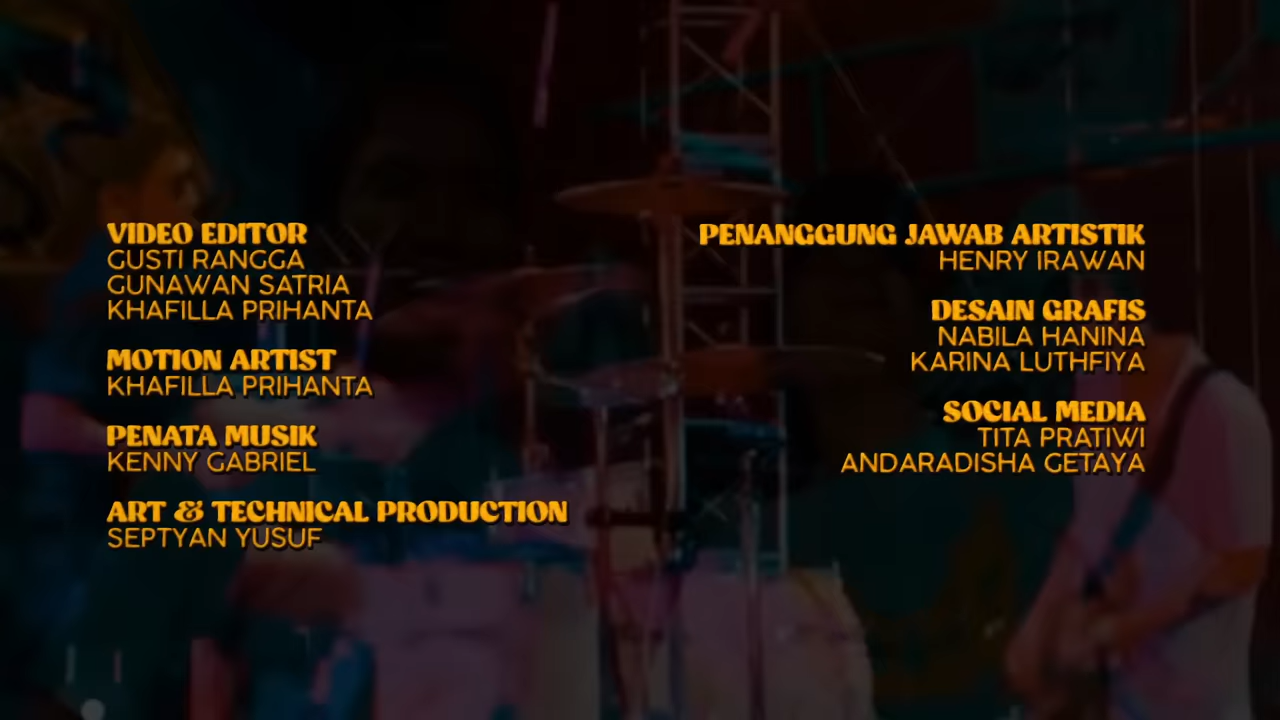 VIDEO EDITOR
GUSTI RANGGA
GUNAWAN SATRIA
KHAFILLA PRIHANTA
MOTION ARTIST
KHAFILLA PRIHANTA
PENATA MUSIK
KENNY GABRIEL
ART & TECHNICAL PRODUCTION
SEPTYAN YUSUF
PENANGGUNG JAWAB ARTISTIK
HENRY IRAWAN
DESAIN GRAFIS
NABILA HANINA
KARINA LUTHFIYA
SOCIAL MEDIA
TITA PRATIWI
ANDARADISHA GETAYA